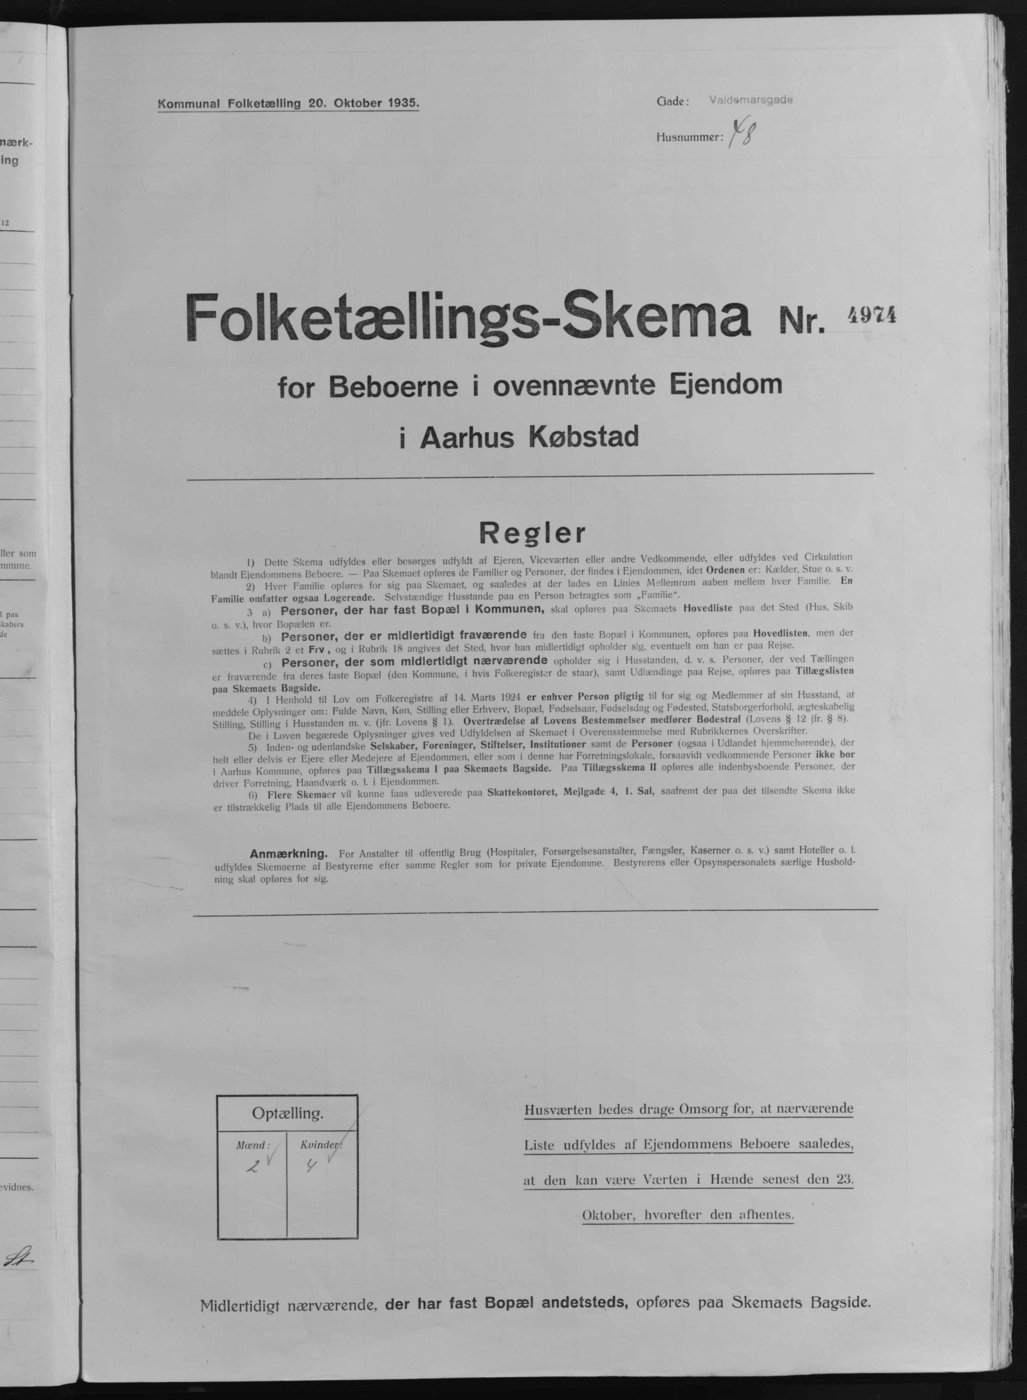 Kommunal Folketælling 20. Oktober 1935.
Gade: Valdemarsgade
Husnummer: 48
Folketællings-Skema Nr. 4974
for Beboerne i ovennævnte Ejendom
i Aarhus Købstad
Regler
1) Dette Skema udfyldes eller besørges udfyldt af Ejeren, Viceværten eller andre Vedkommende, eller udfyldes ved Cirkulation
blandt Ejendommens Beboere. — Paa Skemaet opføres de Familier og Personer, der findes i Ejendommen, idet Ordenen er: Kælder, Stue o. s. v.
2) Hver Familie opføres for sig paa Skemaet, og saaledes at der lades en Linies Mellemrum aaben mellem hver Familie. En
Familie omfatter ogsaa Logerende. Selvstændige Husstande paa en Person betragtes som „Familie“.
3 a) Personer, der har fast Bopæl i Kommunen, skal opføres paa Skemaets Hovedliste paa det Sted (Hus, Skib
o. s. v.), hvor Bopælen er.
b) Personer, der er midlertidigt fraværende fra den faste Bopæl i Kommunen, opføres paa Hovedlisten, men der
sættes i Rubrik 2 et Frv, og i Rubrik 18 angives det Sted, hvor han midlertidigt opholder sig, eventuelt om han er paa Rejse.
c) Personer, der som midlertidigt nærværende opholder sig i Husstanden, d. v. s. Personer, der ved Tællingen
er fraværende fra deres faste Bopæl (den Kommune, i hvis Folkeregister de staar), samt Udlændinge paa Rejse, opføres paa Tillægslisten
paa Skemaets Bagside.
4) I Henhold til Lov om Folkeregistre af 14. Marts 1924 er enhver Person pligtig til for sig og Medlemmer af sin Husstand, at
meddele Oplysninger om: Fulde Navn, Køn, Stilling eller Erhverv, Bopæl, Fødselsaar, Fødselsdag og Fødested, Statsborgerforhold, ægteskabelig
Stilling, Stilling i Husstanden m. v. (jfr. Lovens § 1). Overtrædelse af Lovens Bestemmelser medfører Bødestraf (Lovens § 12 jfr. § 8).
De i Loven begærede Oplysninger gives ved Udfyldelsen af Skemaet i Overensstemmelse med Rubrikkernes Overskrifter.
5) Inden- og udenlandske Selskaber, Foreninger, Stiftelser, Institutioner samt de Personer (ogsaa i Udlandet hjemmehørende), der
helt eller delvis er Ejere eller Medejere af Ejendommen, eller som i denne har Forretningslokale, forsaavidt vedkommende Personer ikke bor
i Aarhus Kommune, opføres paa Tillægsskema I paa Skemaets Bagside. Paa Tillægsskema II opføres alle indenbysboende Personer, der
driver Forretning, Haandværk o. l. i Ejendommen.
6) Flere Skemaer vil kunne faas udleverede paa Skattekontoret, Mejlgade 4, 1. Sal, saafremt der paa det tilsendte Skema ikke
er tilstrækkelig Plads til alle Ejendommens Beboere.
Anmærkning. For Anstalter til offentlig Brug (Hospitaler, Forsørgelsesanstalter, Fængsler, Kaserner o. s. v.) samt Hoteller o. l.
udfyldes Skemaerne af Bestyrerne efter samme Regler som for private Ejendomme. Bestyrerens eller Opsynspersonalets særlige Hushold-
ning skal opføres for sig.
Optælling.
Mænd: Kvinder:
2 4
Husværten bedes drage Omsorg for, at nærværende
Liste udfyldes af Ejendommens Beboere saaledes,
at den kan være Værten i Hænde senest den 23.
Oktober, hvorefter den afhentes.
Midlertidigt nærværende, der har fast Bopæl andetsteds, opføres paa Skemaets Bagside.